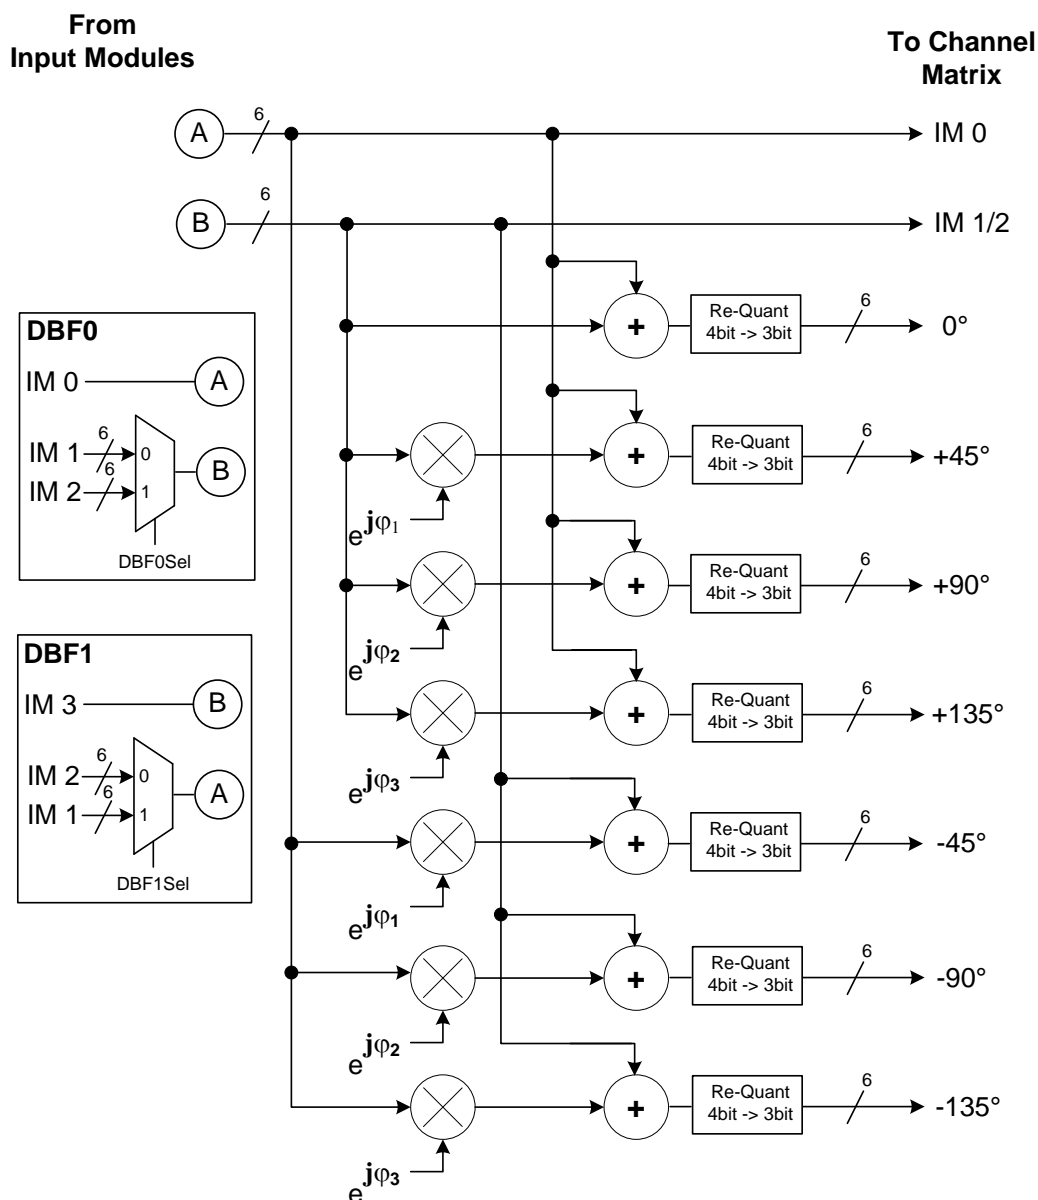 From
Input Modules
To Channel
Matrix
A
6
IM 0
B
6
IM 1/2
+
Re-Quant
4bit -> 3bit
6
0°
DBF0
IM 0
A
IM 1
6
0
IM 2
6
1
B
DBF0Sel
+
Re-Quant
4bit -> 3bit
6
+45°
e jφ1
+
Re-Quant
4bit -> 3bit
6
+90°
e jφ2
DBF1
IM 3
B
IM 2
6
0
IM 1
6
1
A
DBF1Sel
+
Re-Quant
4bit -> 3bit
6
+135°
e jφ3
+
Re-Quant
4bit -> 3bit
6
-45°
e jφ1
+
Re-Quant
4bit -> 3bit
6
-90°
e jφ2
+
Re-Quant
4bit -> 3bit
6
-135°
e jφ3